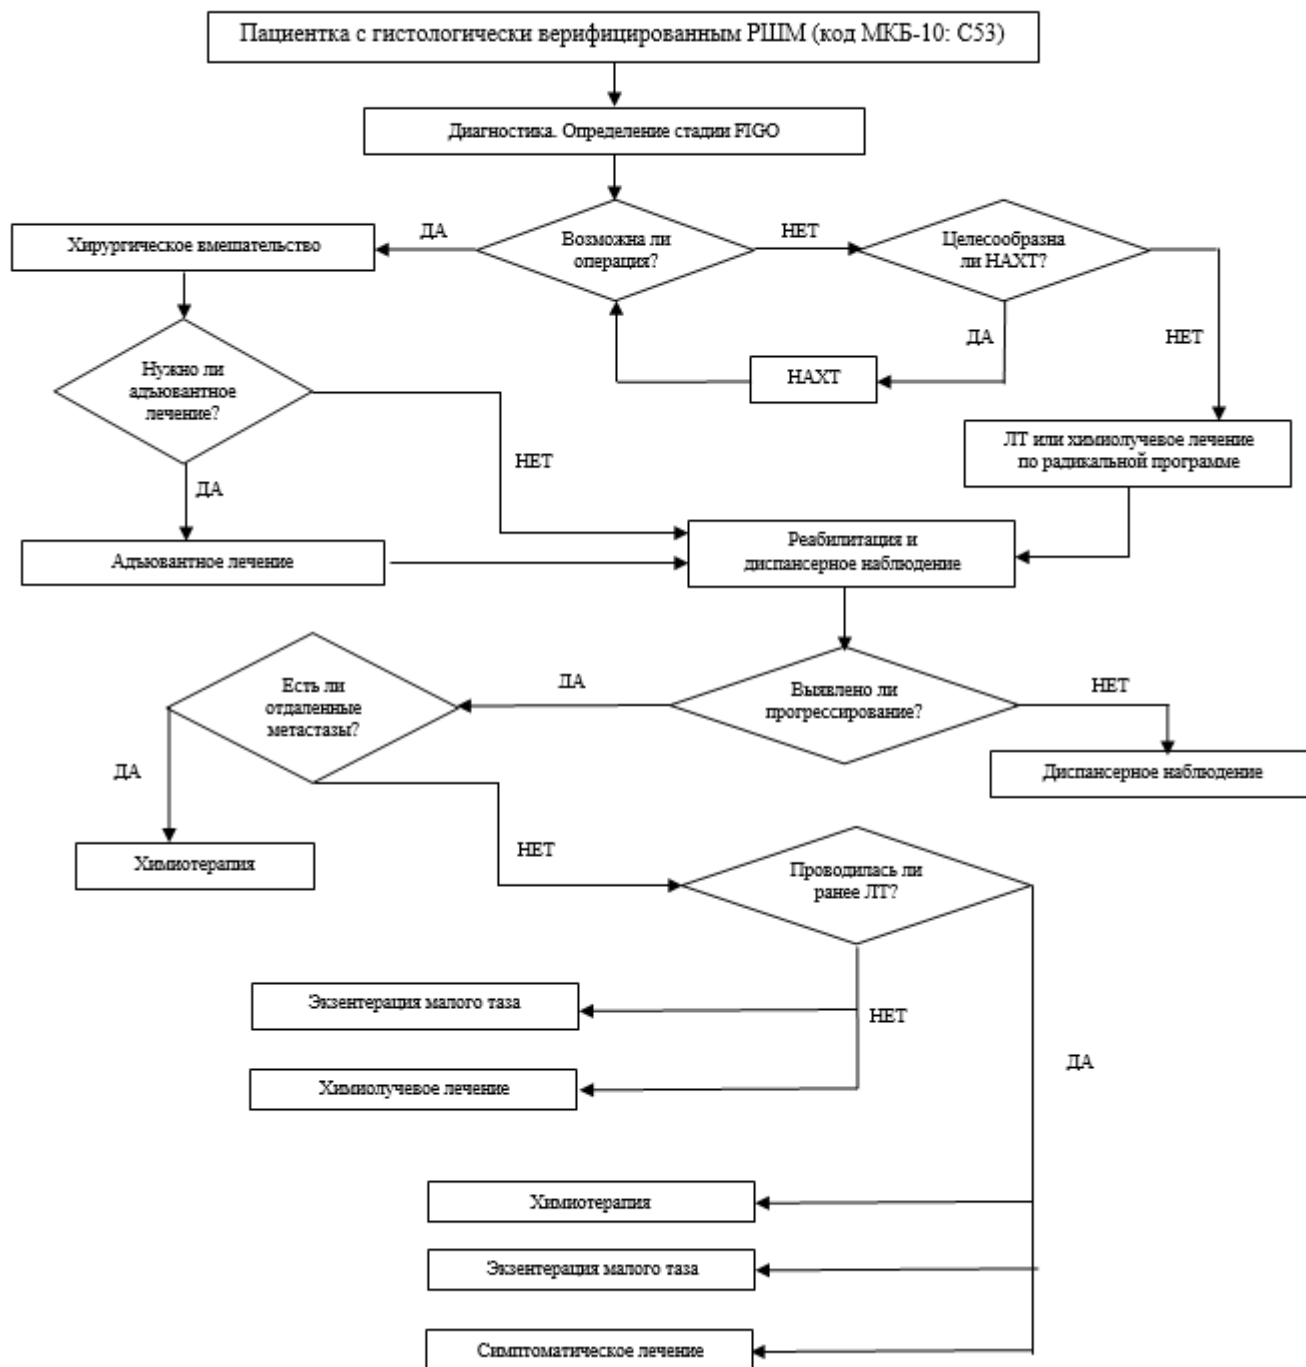 Пациентка с гистологически верифицированным РШМ (код МКБ-10: C53)
Диагностика. Определение стадии FIGO
Хирургическое вмешательство
ДА
Возможна ли
операция?
НЕТ
Целесообразна
ли НАХТ?
ДА
НЕТ
НАХТ
Нужно ли
адъювантное
лечение?
НЕТ
ДА
ЛТ или химиолучевое лечение
по радикальной программе
Адъювантное лечение
Реабилитация и
диспансерное наблюдение
Есть ли
отдаленные
метастазы?
ДА
Выявлено ли
прогрессирование?
НЕТ
ДА
Диспансерное наблюдение
Химиотерапия
НЕТ
Проводилась ли
ранее ЛТ?
Экзентерация малого таза
НЕТ
Химиолучевое лечение
ДА
Химиотерапия
Экзентерация малого таза
Симптоматическое лечение